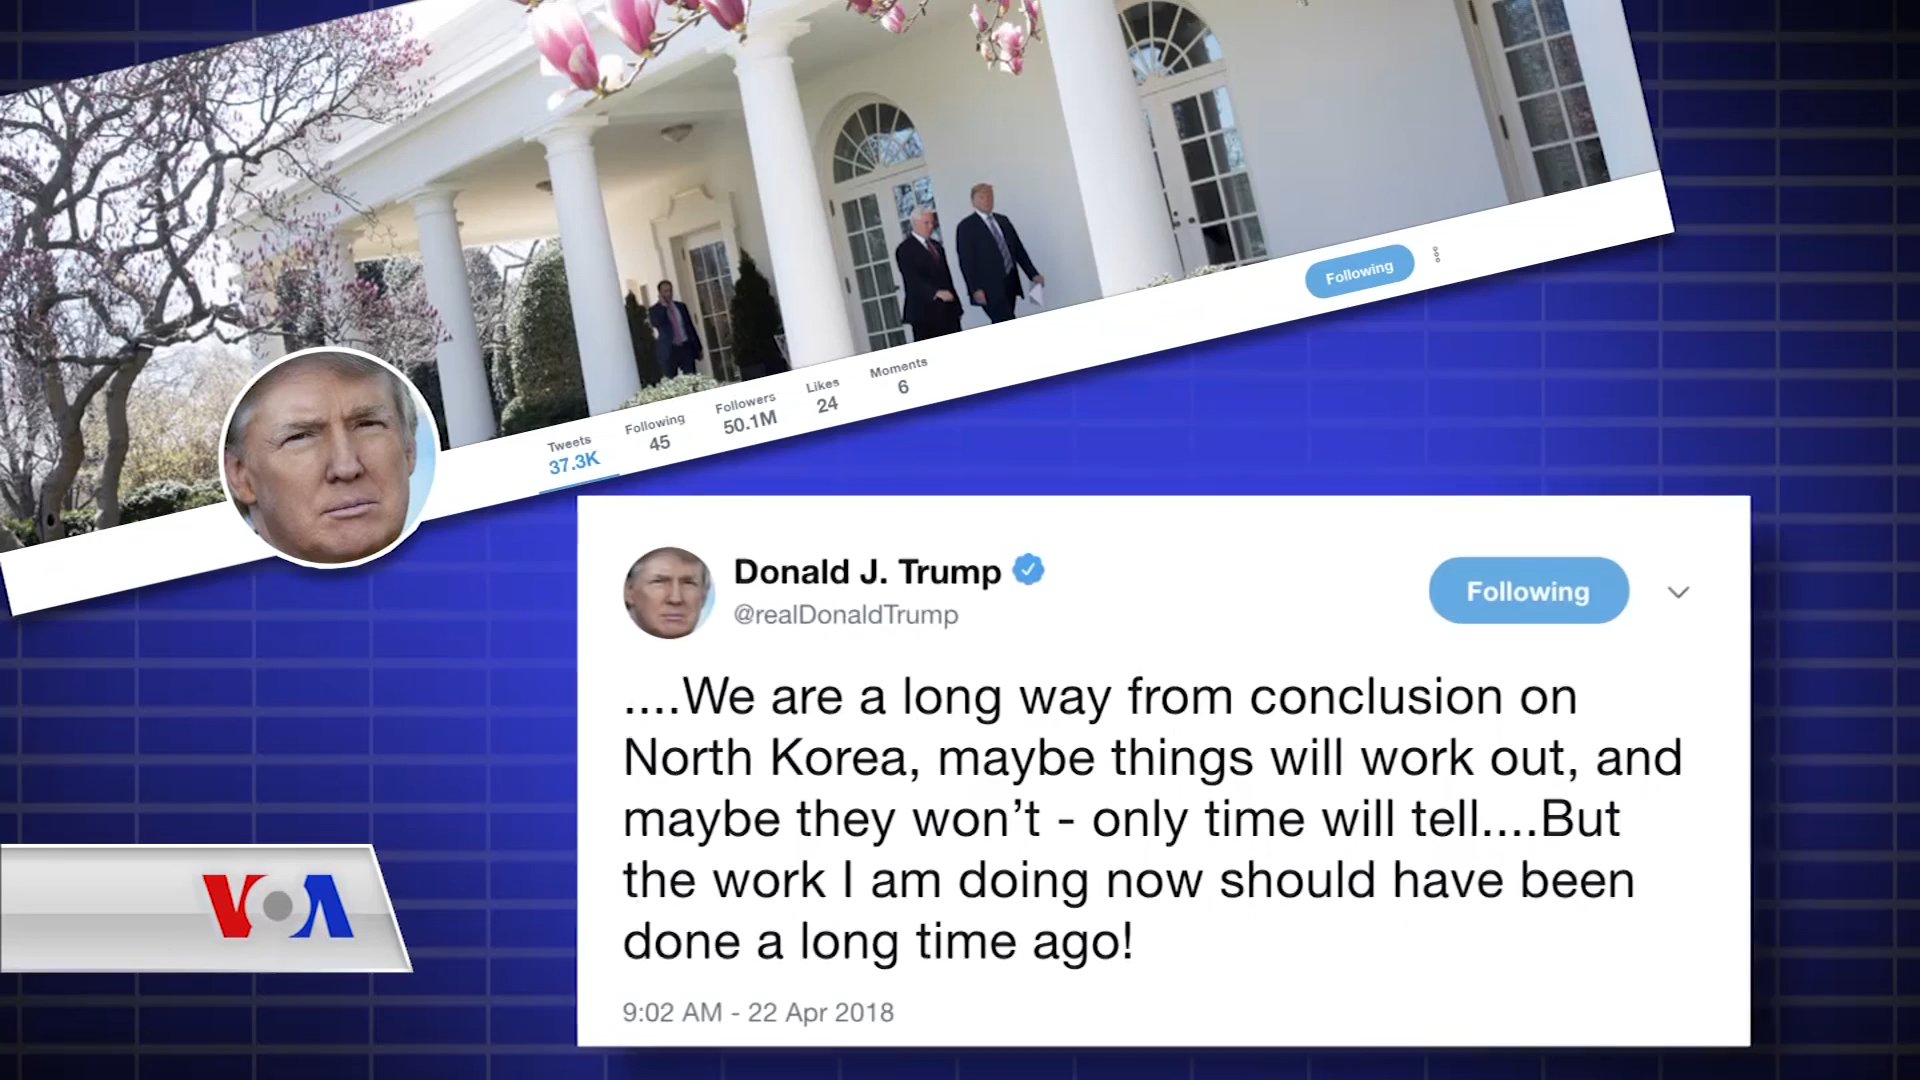 Following
Tweets Following Followers Likes Moments
37.3K 45 50.1M 24 6
Donald J. Trump
@realDonaldTrump
Following
....We are a long way from conclusion on
North Korea, maybe things will work out, and
maybe they won’t - only time will tell....But
the work I am doing now should have been
done a long time ago!
9:02 AM - 22 Apr 2018
VOA